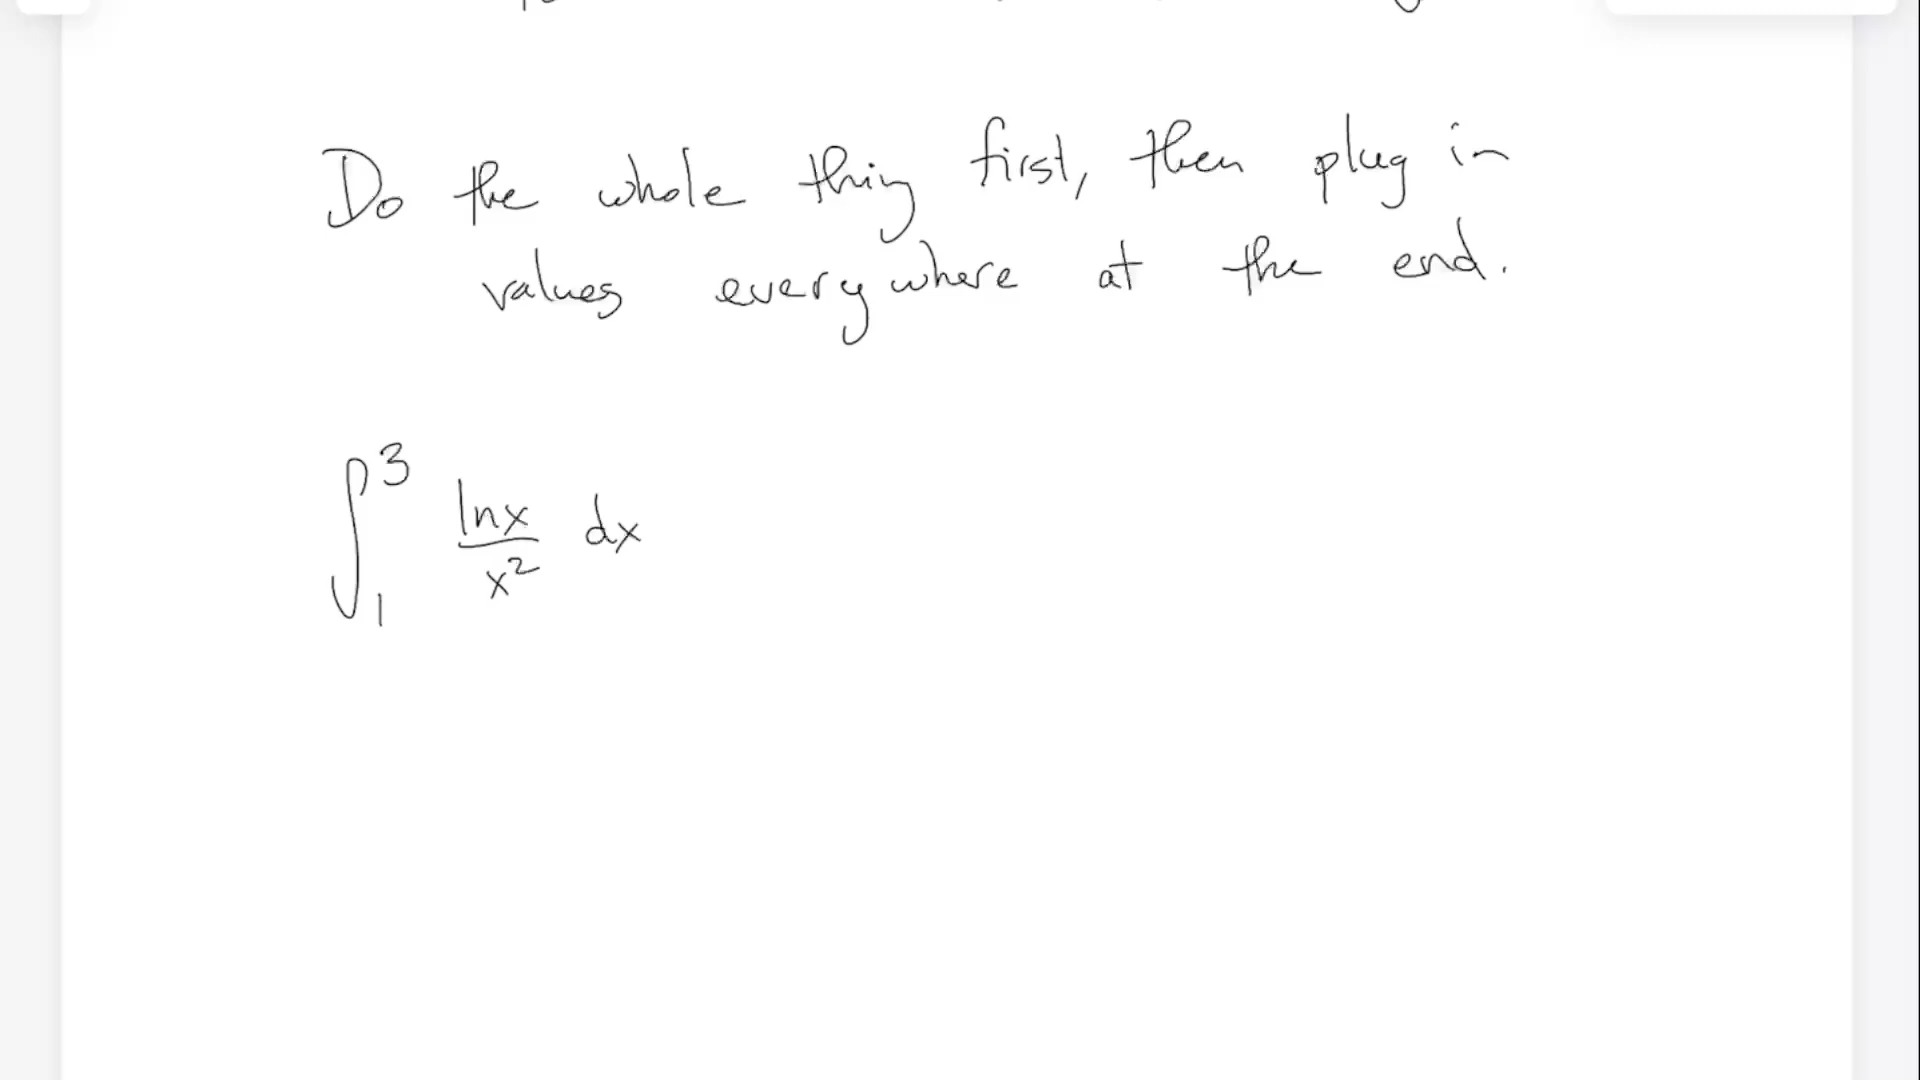 Do the whole thing first, then plug in
values everywhere at the end.
∫₁³ lnx/x² dx